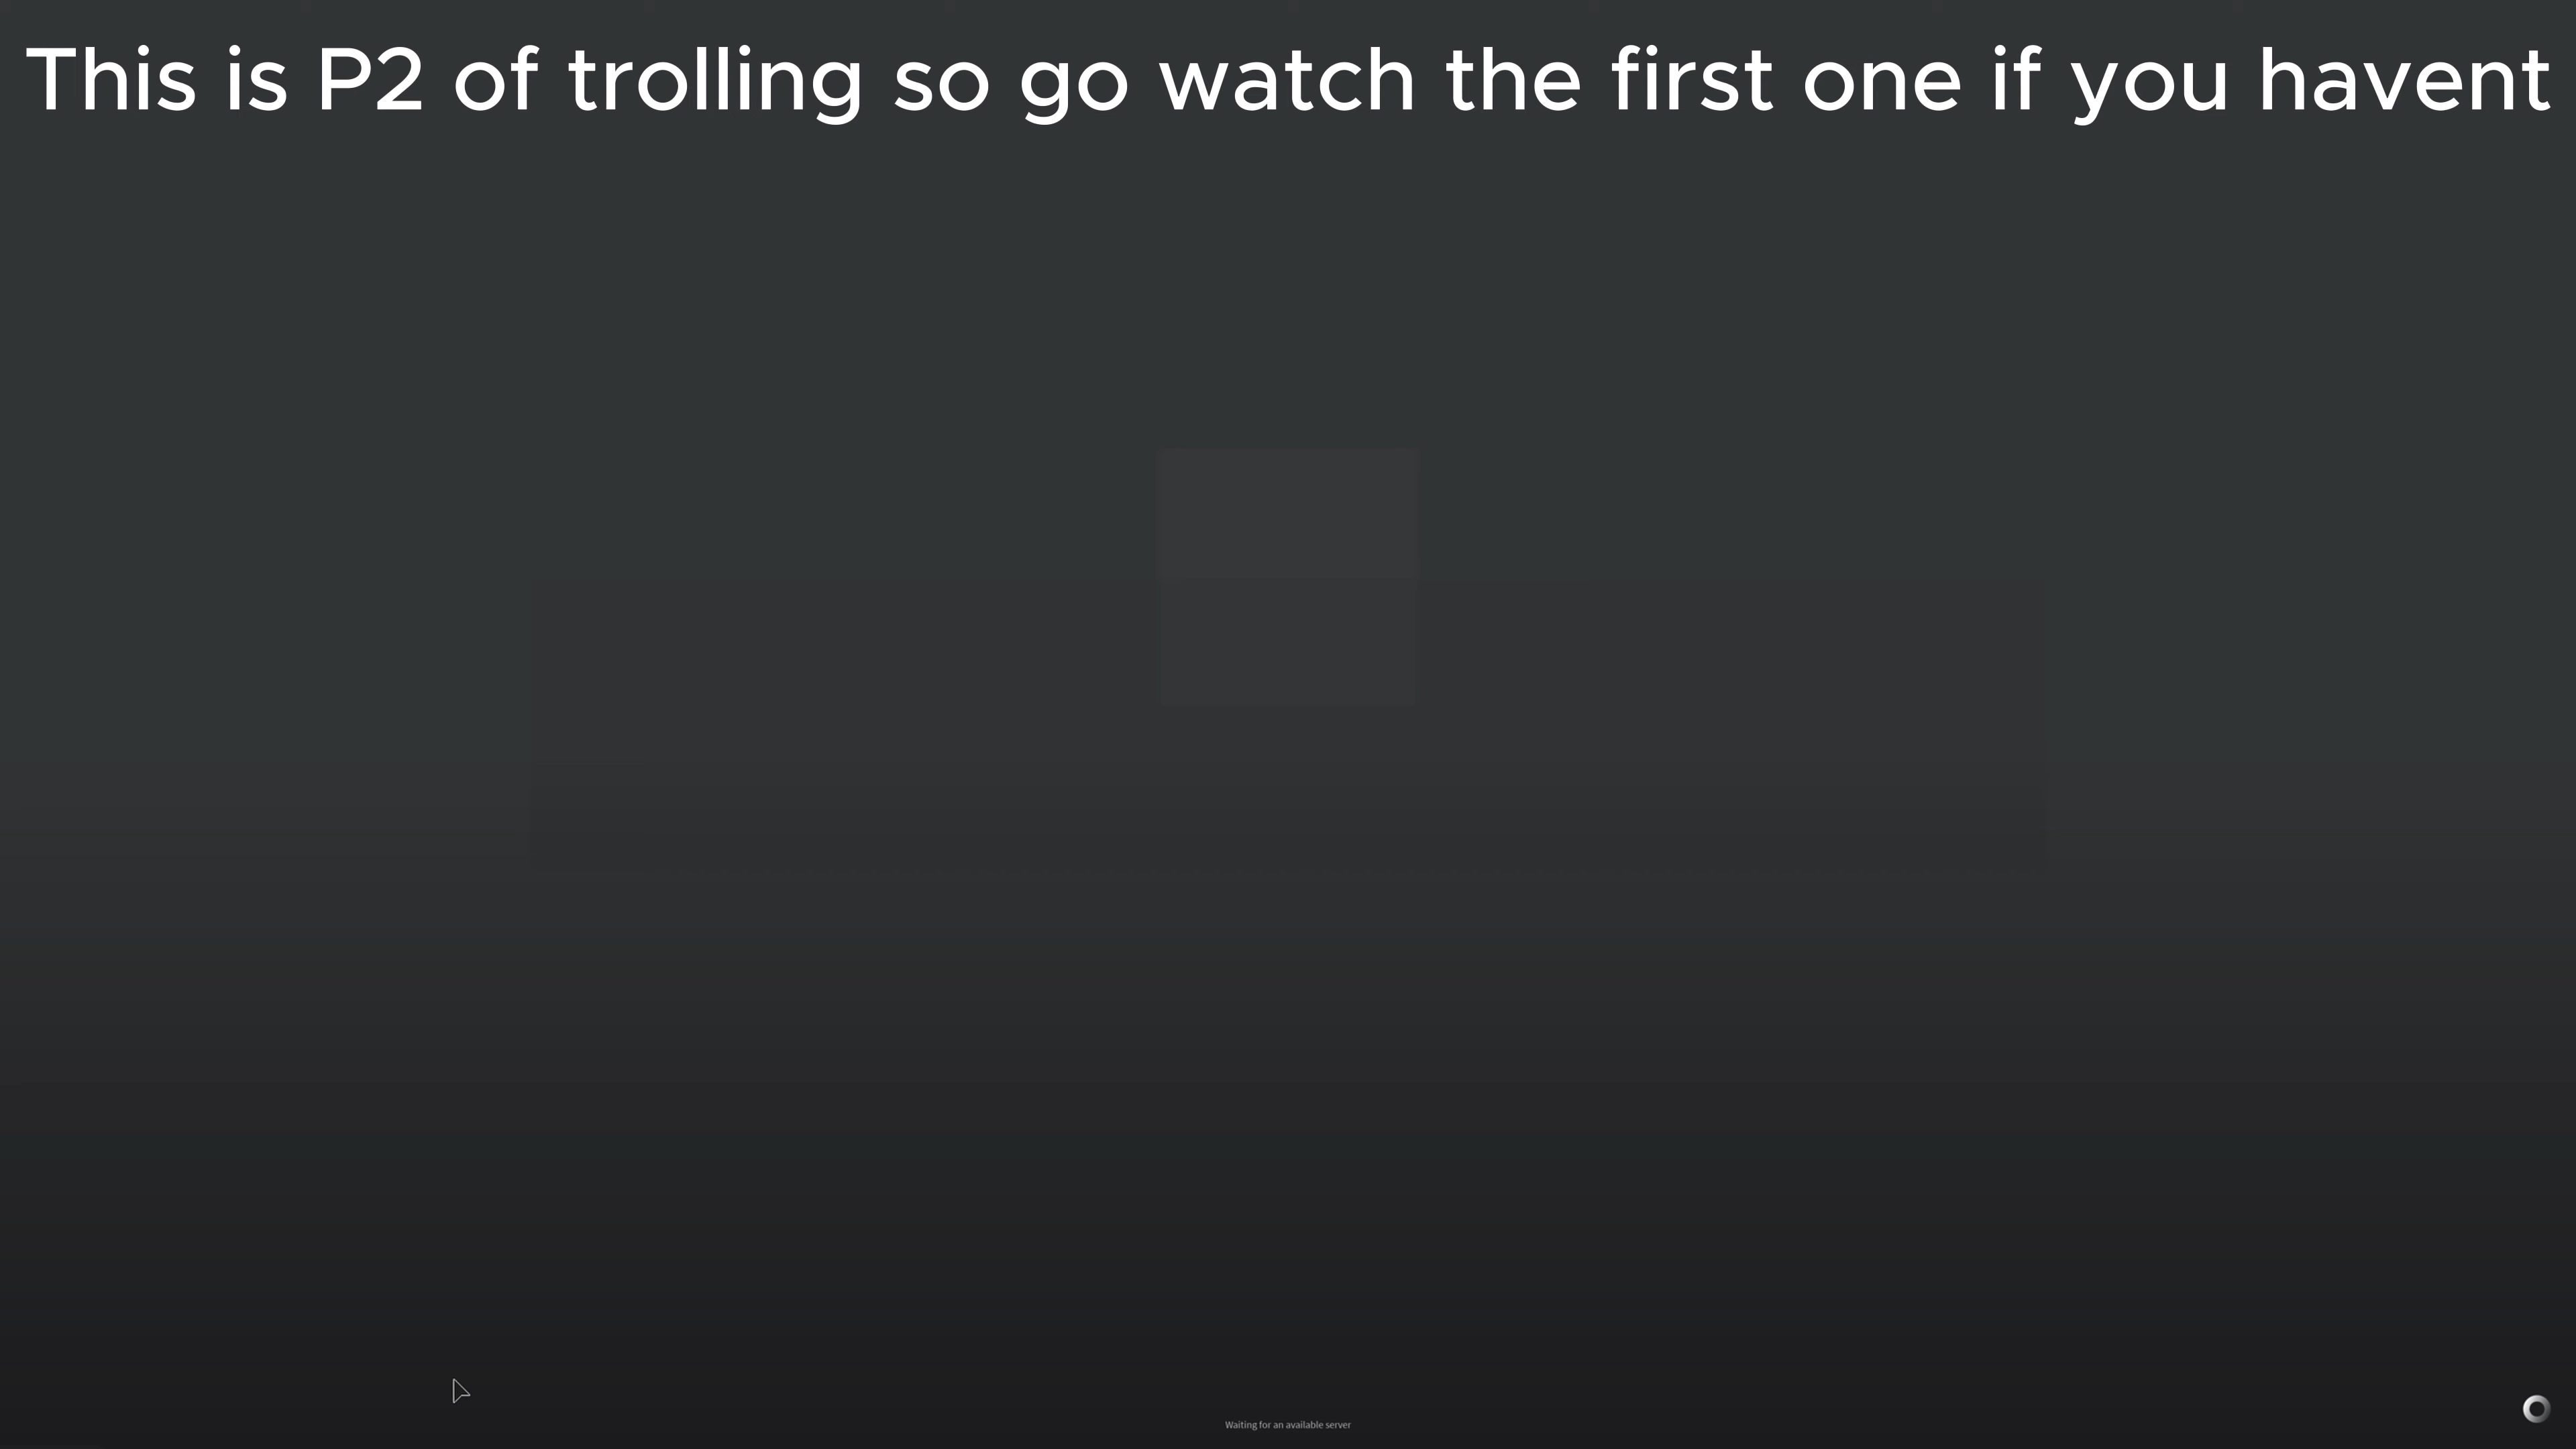 This is P2 of trolling so go watch the first one if you havent
Waiting for an available server